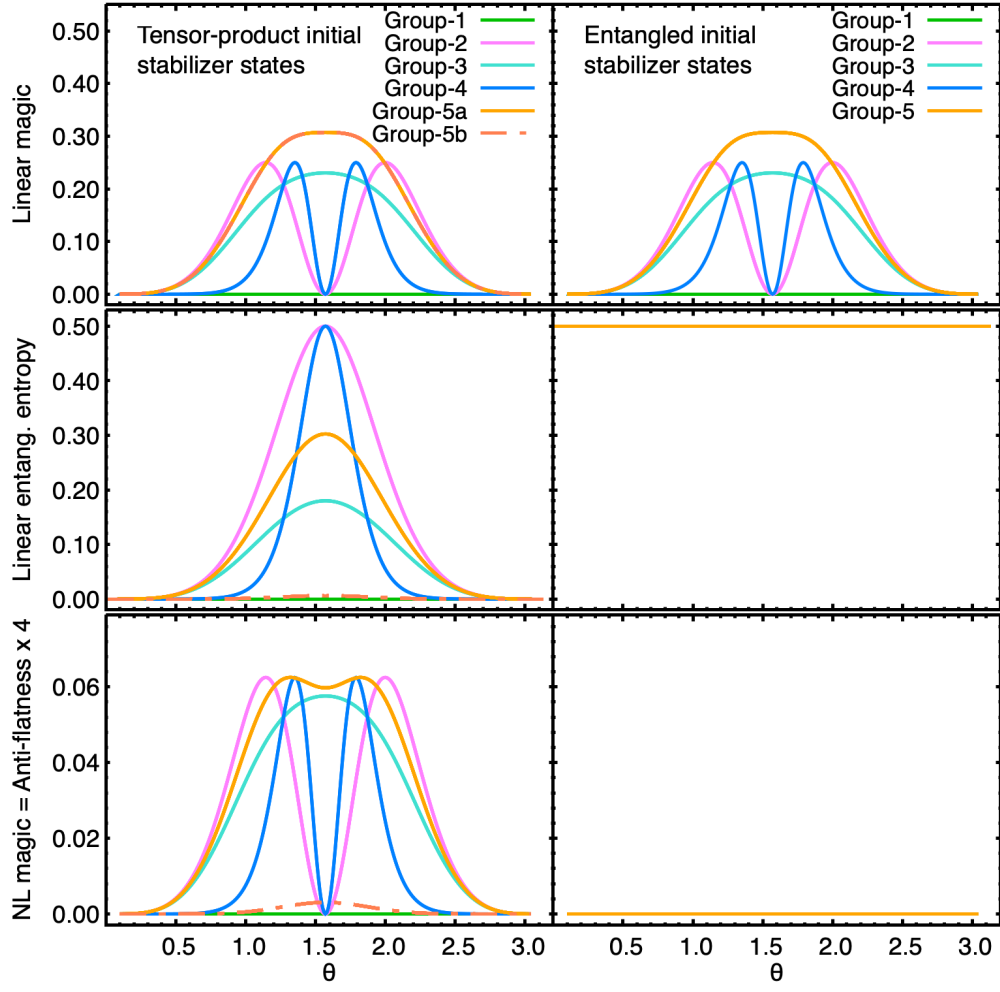 Tensor-product initial
stabilizer states
Group-1
Group-2
Group-3
Group-4
Group-5a
Group-5b
Entangled initial
stabilizer states
Group-1
Group-2
Group-3
Group-4
Group-5
Linear magic
0.50
0.40
0.30
0.20
0.10
0.00
Linear entang. entropy
0.50
0.40
0.30
0.20
0.10
0.00
NL magic = Anti-flatness x 4
0.06
0.04
0.02
0.00
0.5 1.0 1.5 2.0 2.5 3.0
θ
0.5 1.0 1.5 2.0 2.5 3.0
θ